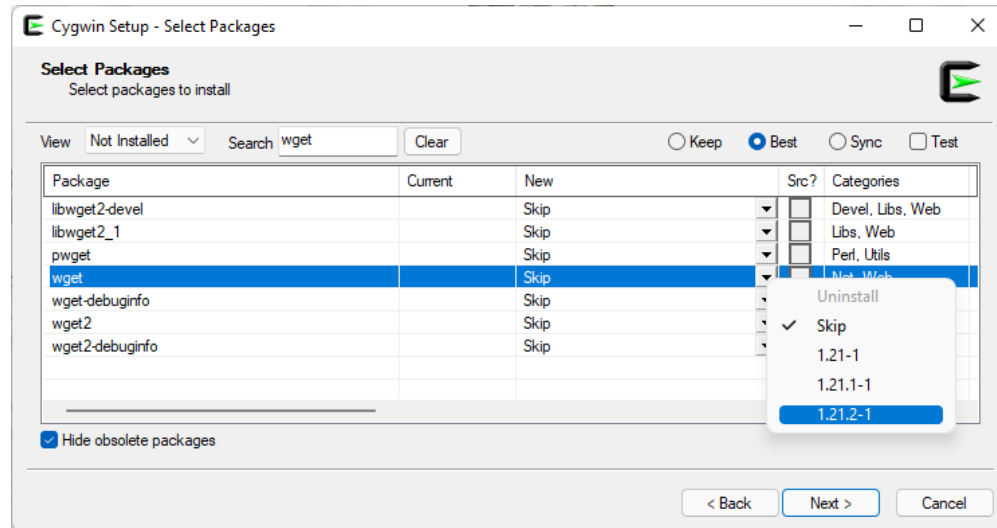 Cygwin Setup - Select Packages
Select Packages
Select packages to install
View Not Installed Search wget Clear Keep Best Sync Test
Package Current New Src? Categories
libwget2-devel Skip Devel, Libs, Web
libwget2_1 Skip Libs, Web
pwget Skip Perl, Utils
wget Skip Net, Web
wget-debuginfo Skip
wget2 Skip
wget2-debuginfo Skip
Uninstall
Skip
1.21-1
1.21.1-1
1.21.2-1
Hide obsolete packages
< Back Next > Cancel